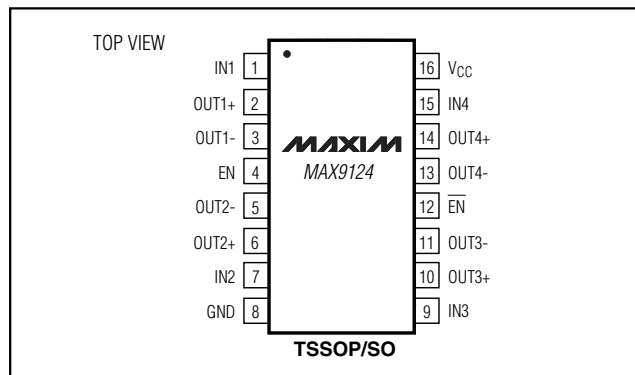 TOP VIEW
IN1 1
OUT1+ 2
OUT1- 3
EN 4
OUT2- 5
OUT2+ 6
IN2 7
GND 8
MAXIM
MAX9124
16 VCC
15 IN4
14 OUT4+
13 OUT4-
12 E̅N̅
11 OUT3-
10 OUT3+
9 IN3
TSSOP/SO